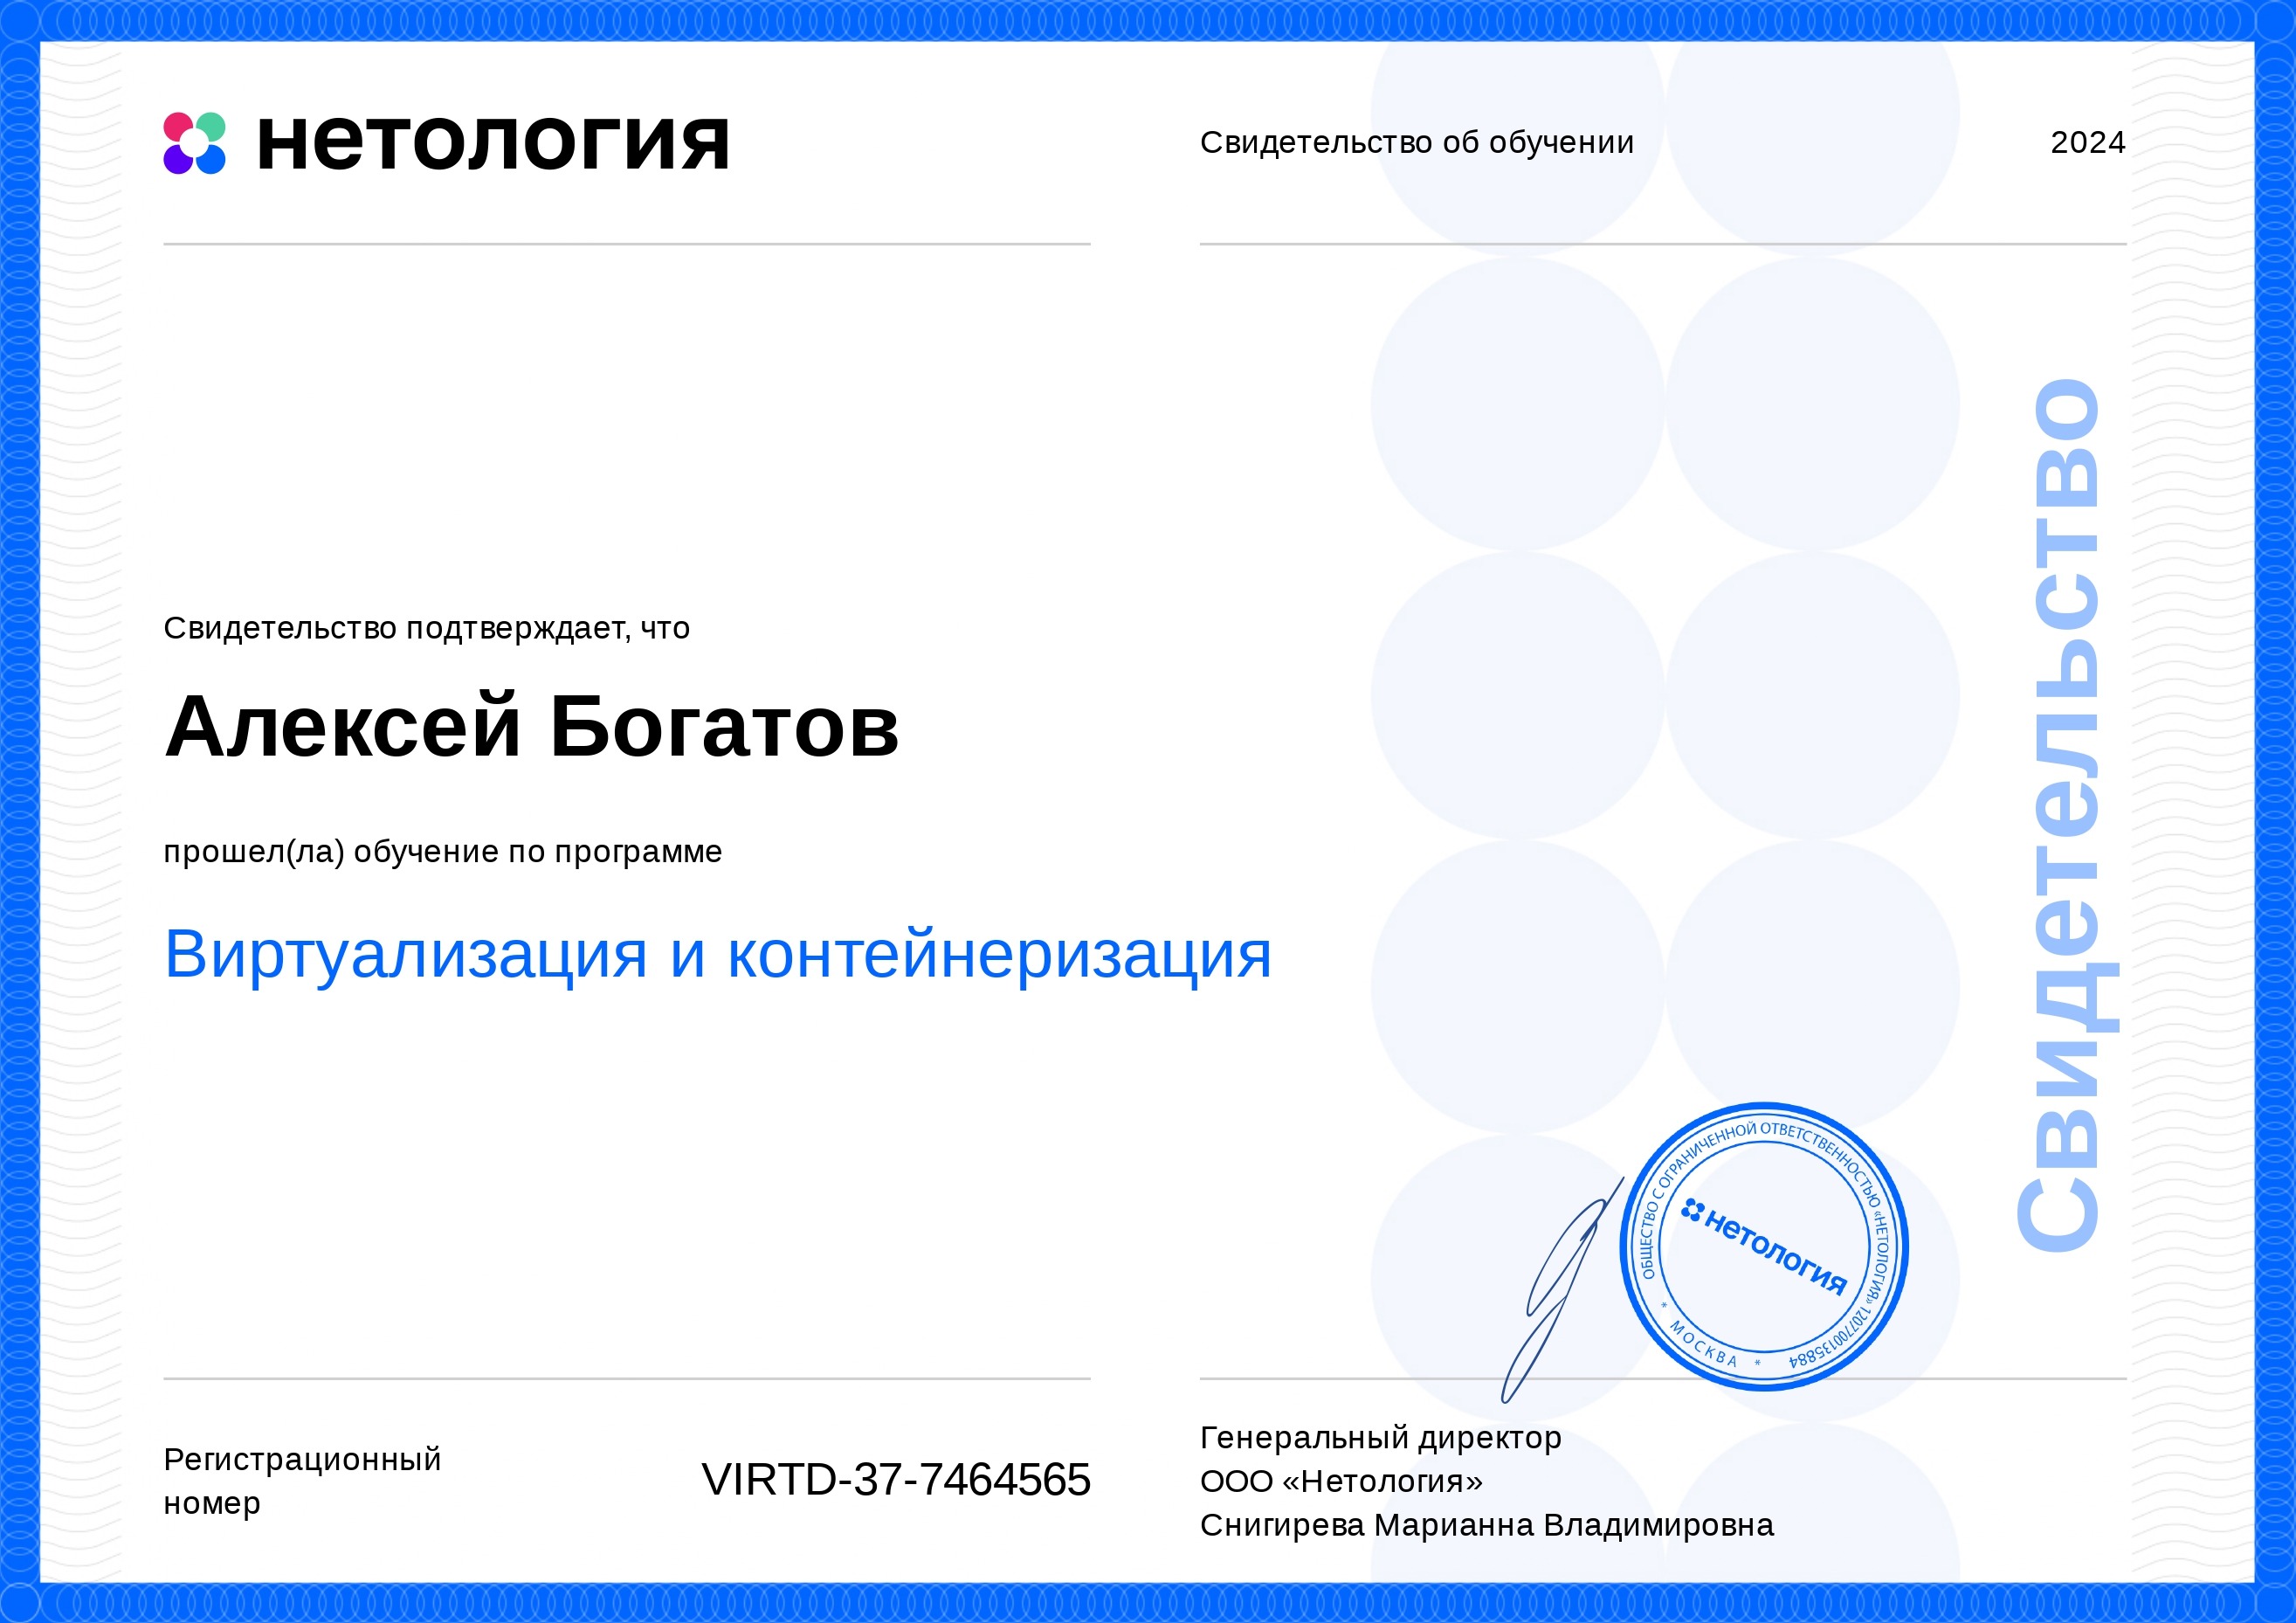 нетология
Свидетельство об обучении
2024
Свидетельство подтверждает, что
Алексей Богатов
прошел(ла) обучение по программе
Виртуализация и контейнеризация
Свидетельство
ОБЩЕСТВО С ОГРАНИЧЕННОЙ ОТВЕТСТВЕННОСТЬЮ «НЕТОЛОГИЯ» 1207700135884
* МОСКВА *
нетология
Регистрационный
номер
VIRTD-37-7464565
Генеральный директор
ООО «Нетология»
Снигирева Марианна Владимировна